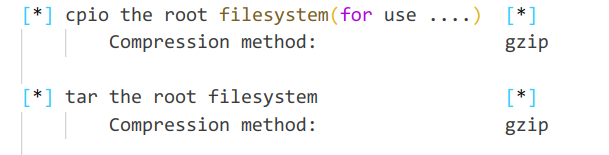 [*] cpio the root filesystem(for use ....) [*]
Compression method: gzip
[*] tar the root filesystem [*]
Compression method: gzip